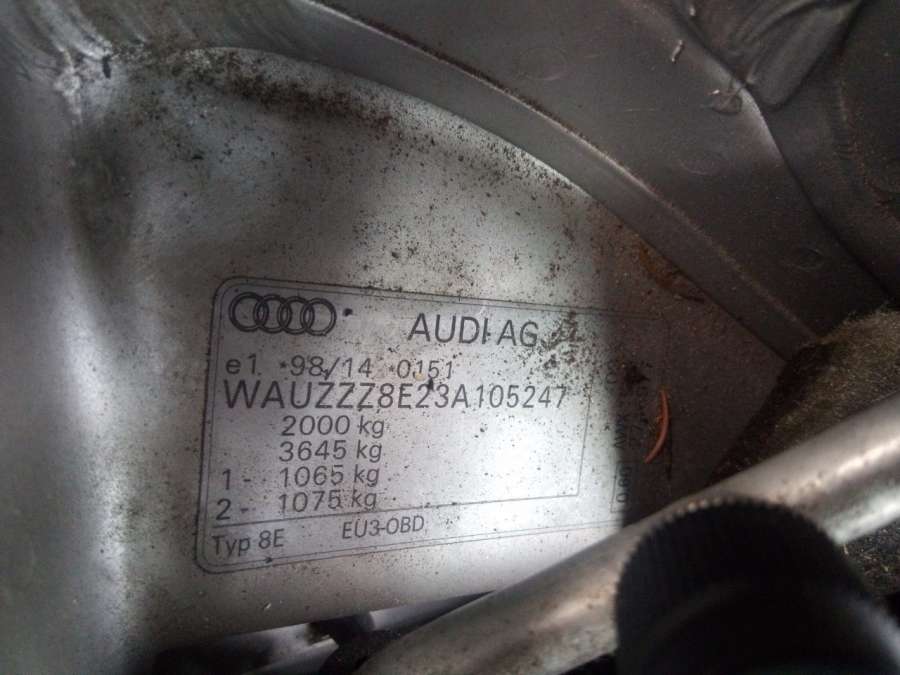 AUDI AG
e1 *98/14 *0151
WAUZZZ8E23A105247
2000 kg
3645 kg
1 - 1065 kg
2 - 1075 kg
Typ 8E EU3-OBD